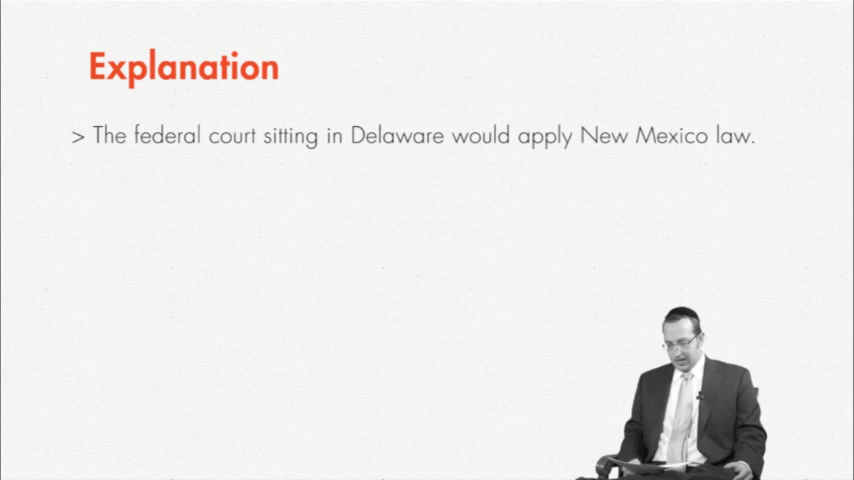 Explanation
> The federal court sitting in Delaware would apply New Mexico law.